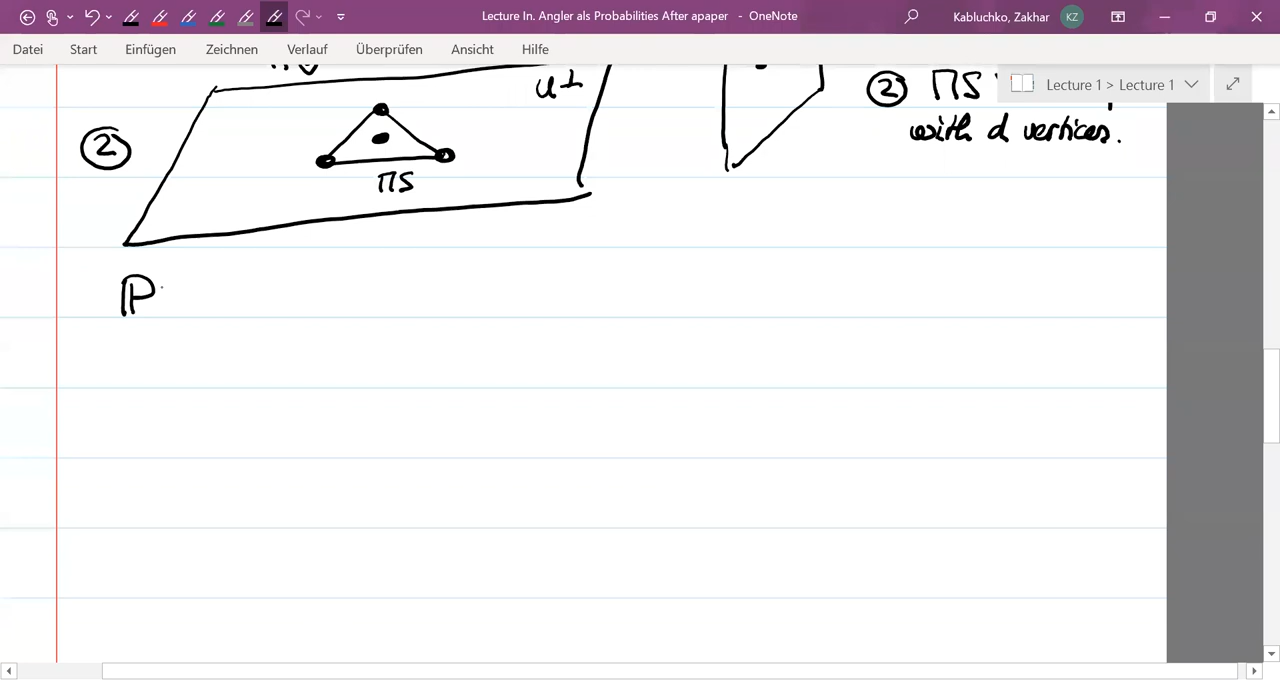 Lecture In. Angler als Probabilities After apaper - OneNote
Kabluchko, Zakhar KZ
Datei Start Einfügen Zeichnen Verlauf Überprüfen Ansicht Hilfe
Lecture 1 > Lecture 1
u⊥
② ΠS
with d vertices.
②
ΠS
ℙ